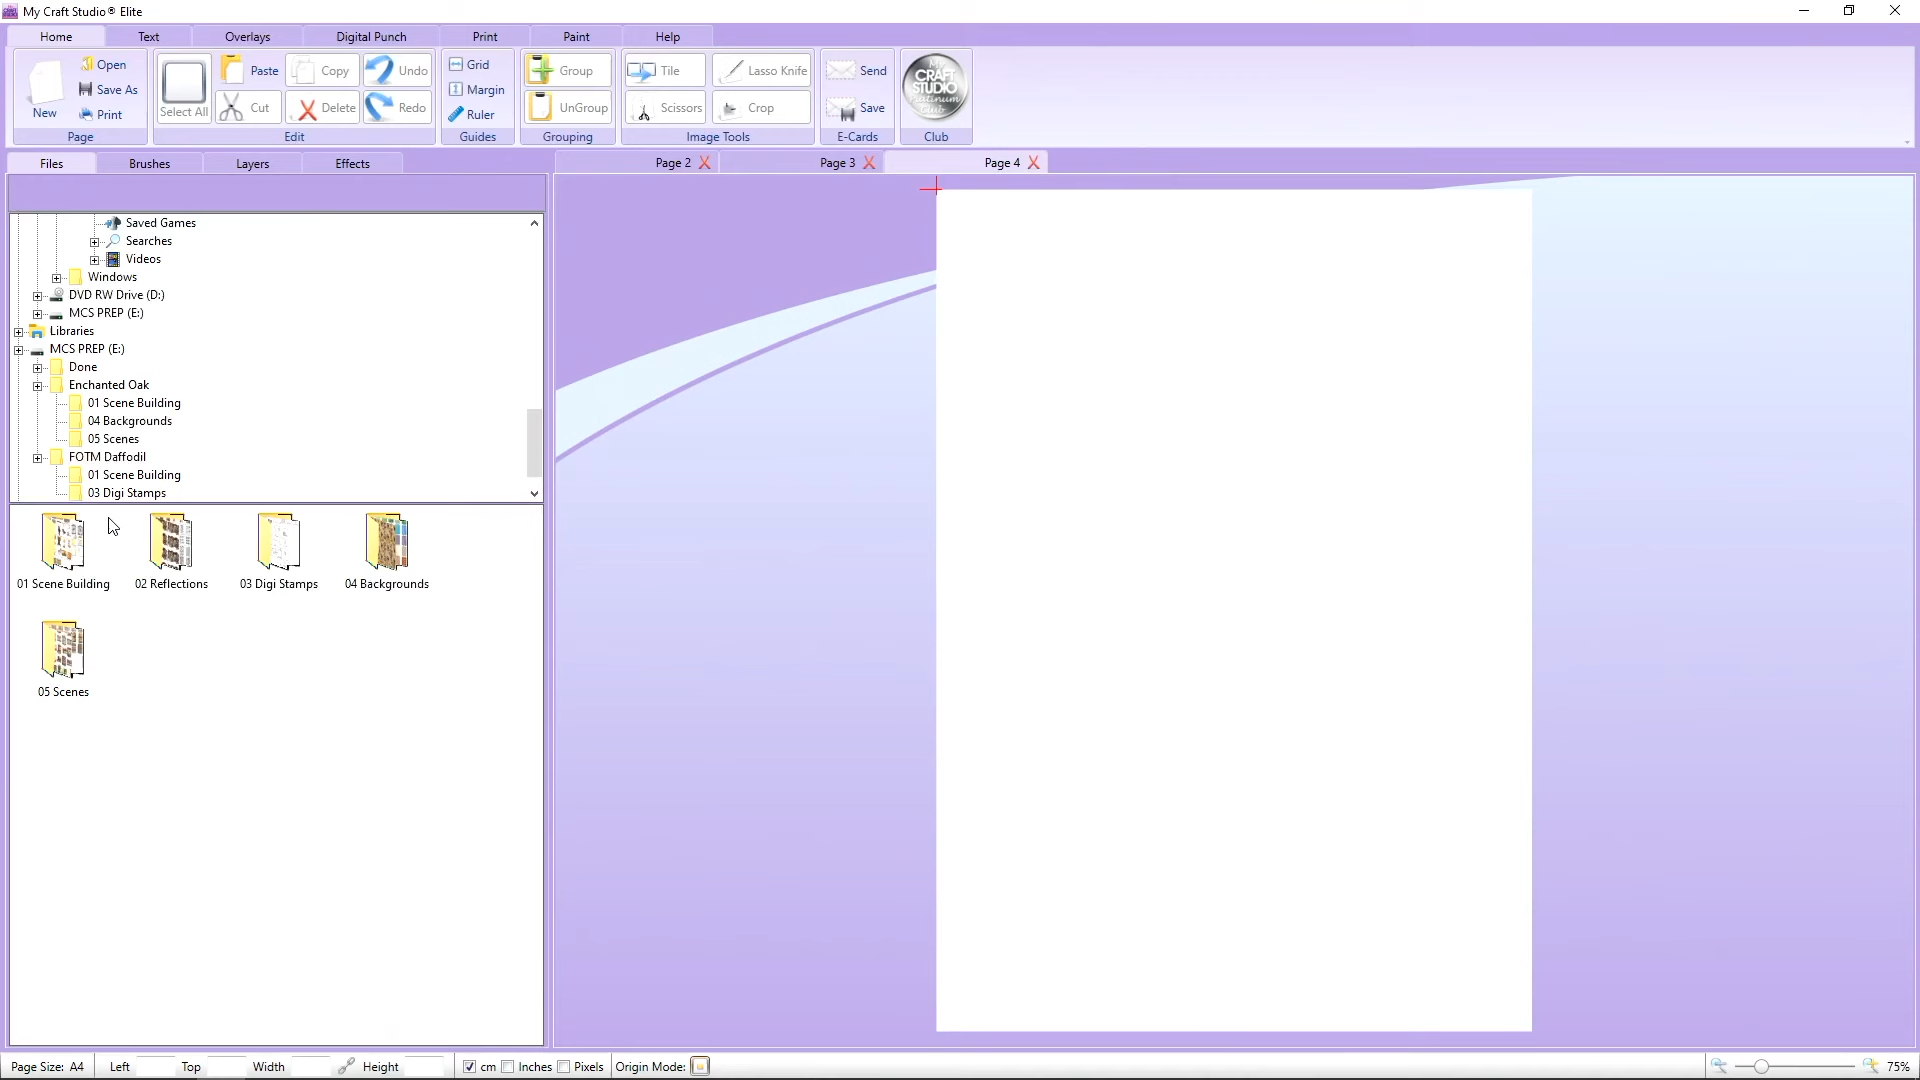 My Craft Studio® Elite
Home Text Overlays Digital Punch Print Paint Help
New Open Save As Print Page
Select All Paste Copy Undo Cut Delete Redo Edit
Grid Margin Ruler Guides
Group UnGroup Grouping
Tile Lasso Knife Scissors Crop Image Tools
Send Save E-Cards
My CRAFT STUDIO Platinum Club
Club
Files Brushes Layers Effects
Page 2 Page 3 Page 4
Saved Games
Searches
Videos
Windows
DVD RW Drive (D:)
MCS PREP (E:)
Libraries
MCS PREP (E:)
Done
Enchanted Oak
01 Scene Building
04 Backgrounds
05 Scenes
FOTM Daffodil
01 Scene Building
03 Digi Stamps
01 Scene Building 02 Reflections 03 Digi Stamps 04 Backgrounds
05 Scenes
Page Size: A4 Left Top Width Height cm Inches Pixels Origin Mode: 75%